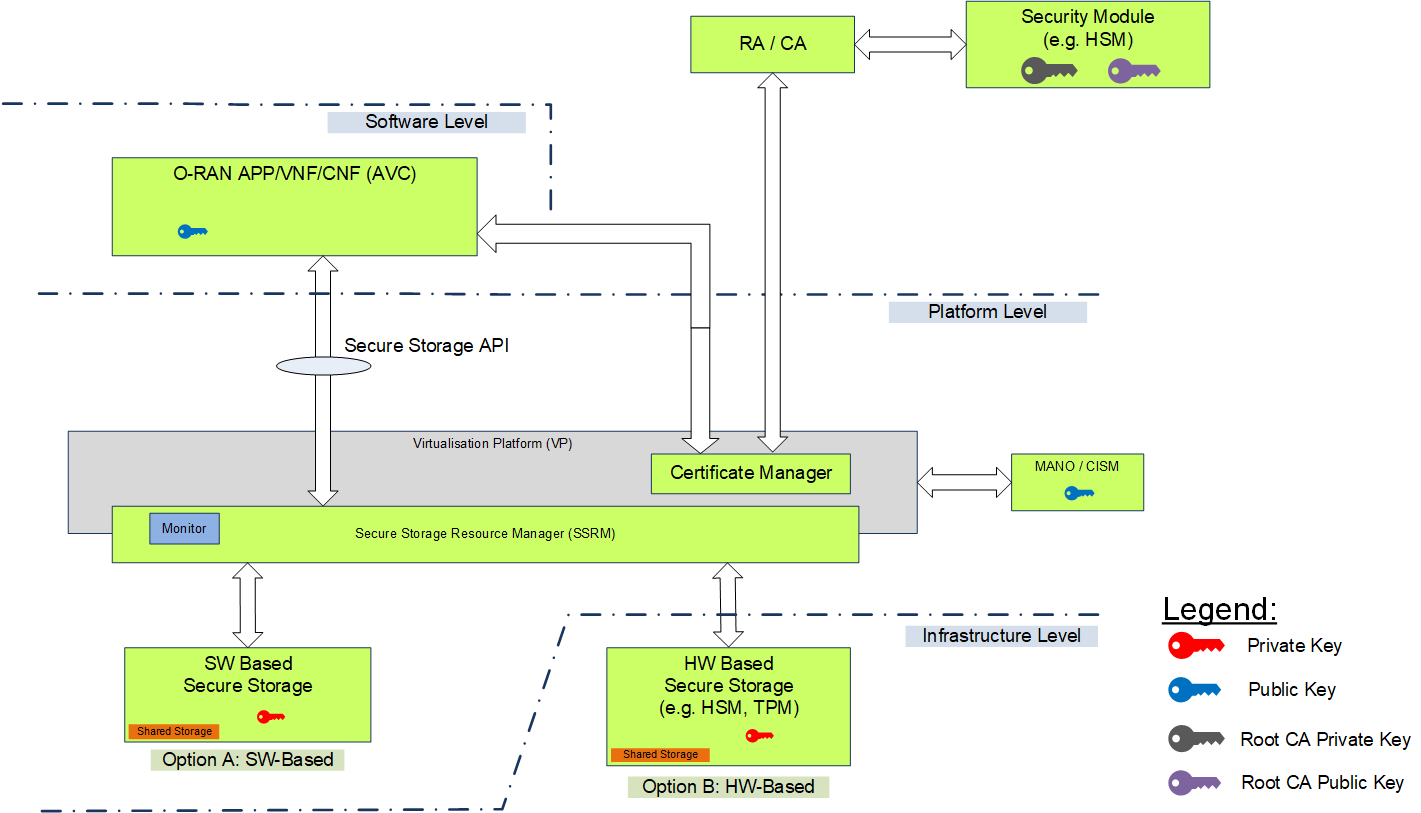 RA / CA
Security Module
(e.g. HSM)
Software Level
O-RAN APP/VNF/CNF (AVC)
Platform Level
Secure Storage API
Virtualisation Platform (VP)
Certificate Manager
MANO / CISM
Monitor
Secure Storage Resource Manager (SSRM)
Infrastructure Level
SW Based
Secure Storage
Shared Storage
Option A: SW-Based
HW Based
Secure Storage
(e.g. HSM, TPM)
Shared Storage
Option B: HW-Based
Legend:
Private Key
Public Key
Root CA Private Key
Root CA Public Key